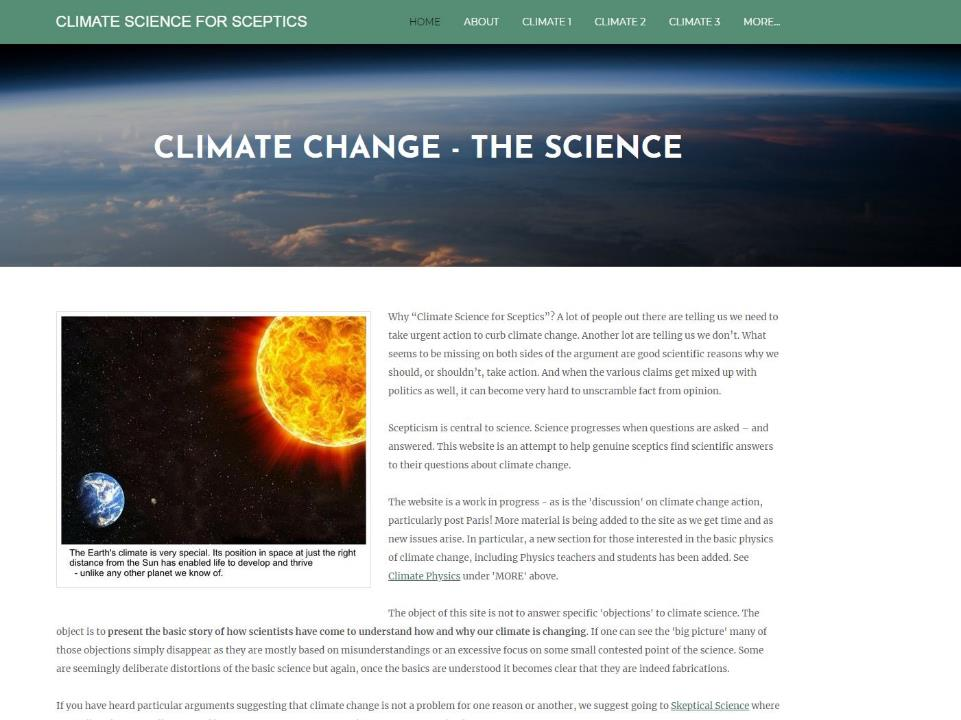 CLIMATE SCIENCE FOR SCEPTICS
HOME ABOUT CLIMATE 1 CLIMATE 2 CLIMATE 3 MORE...
CLIMATE CHANGE - THE SCIENCE
The Earth's climate is very special. Its position in space at just the right
distance from the Sun has enabled life to develop and thrive
- unlike any other planet we know of.
Why “Climate Science for Sceptics”? A lot of people out there are telling us we need to
take urgent action to curb climate change. Another lot are telling us we don't. What
seems to be missing on both sides of the argument are good scientific reasons why we
should, or shouldn't, take action. And when the various claims get mixed up with
politics as well, it can become very hard to unscramble fact from opinion.
Scepticism is central to science. Science progresses when questions are asked – and
answered. This website is an attempt to help genuine sceptics find scientific answers
to their questions about climate change.
The website is a work in progress - as is the 'discussion' on climate change action,
particularly post Paris! More material is being added to the site as we get time and as
new issues arise. In particular, a new section for those interested in the basic physics
of climate change, including Physics teachers and students has been added. See
Climate Physics under 'MORE' above.
The object of this site is not to answer specific 'objections' to climate science. The
object is to present the basic story of how scientists have come to understand how and why our climate is changing. If one can see the 'big picture' many of
those objections simply disappear as they are mostly based on misunderstandings or an excessive focus on some small contested point of the science. Some
are seemingly deliberate distortions of the basic science but again, once the basics are understood it becomes clear that they are indeed fabrications.
If you have heard particular arguments suggesting that climate change is not a problem for one reason or another, we suggest going to Skeptical Science where